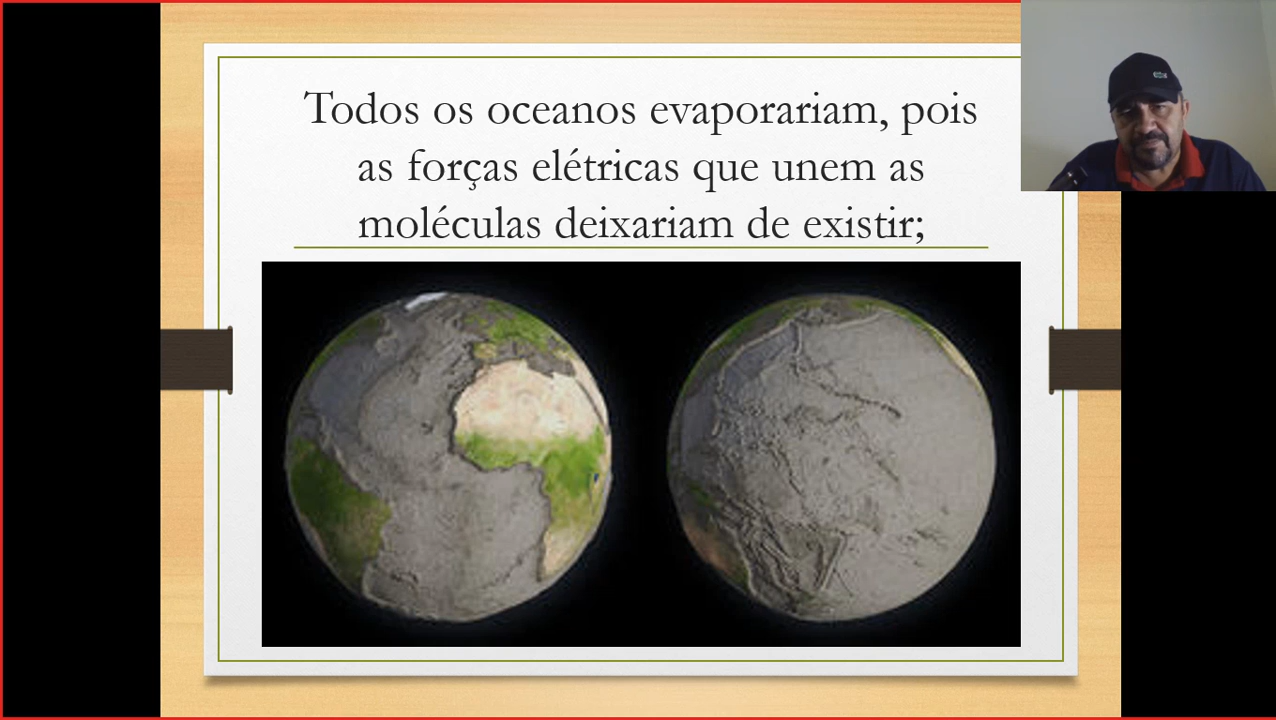 Todos os oceanos evaporariam, pois
as forças elétricas que unem as
moléculas deixariam de existir;